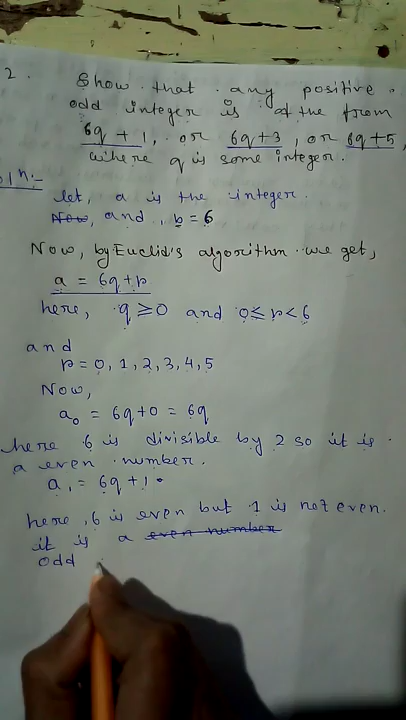 2. Show that any positive
odd integer is of the from
6q + 1, or 6q+3, or 6q+5,
where q is some integer.
let, a is the integer.
Now, and, b = 6
Now, by Euclid's algorithm we get,
a = 6q+r
here, q ≥ 0 and 0 ≤ r < 6
and
r = 0, 1, 2, 3, 4, 5
Now,
a₀ = 6q+0 = 6q
here 6 is divisible by 2 so it is
a even number.
a₁ = 6q + 1
here, 6 is even but 1 is not even.
it is a even number
odd